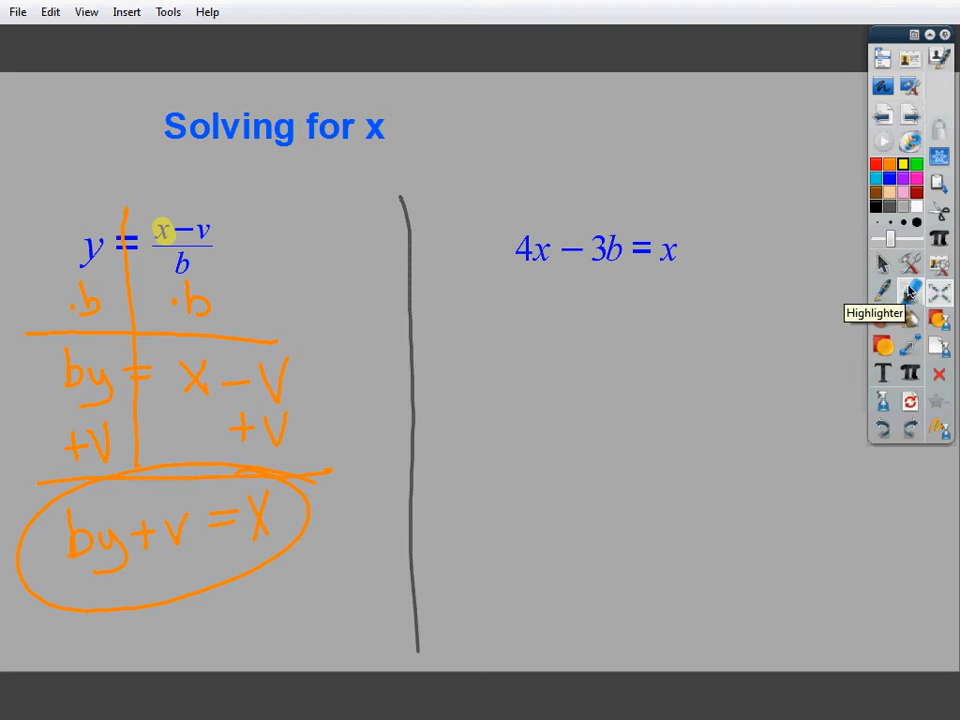 File Edit View Insert Tools Help
Solving for x
y = (x − v)/b
·b ·b
by = x − v
+v +v
by + v = x
4x − 3b = x
Highlighter